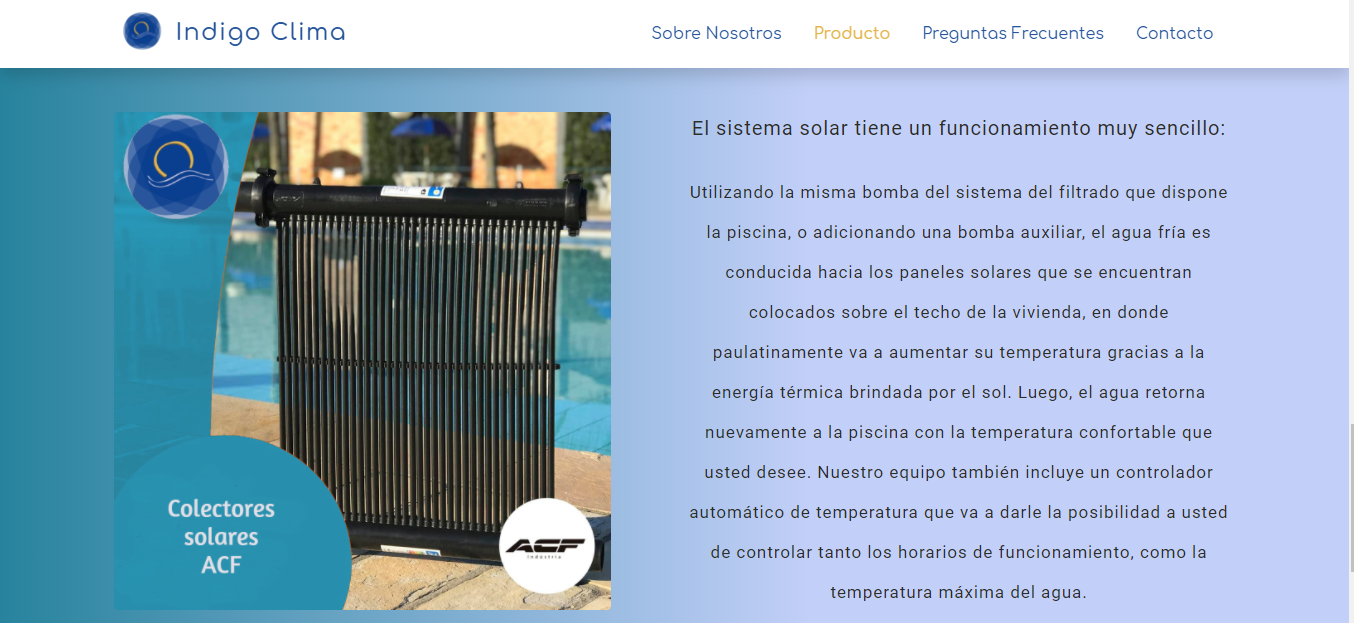 Indigo Clima
Sobre Nosotros
Producto
Preguntas Frecuentes
Contacto
El sistema solar tiene un funcionamiento muy sencillo:
Utilizando la misma bomba del sistema del filtrado que dispone
la piscina, o adicionando una bomba auxiliar, el agua fría es
conducida hacia los paneles solares que se encuentran
colocados sobre el techo de la vivienda, en donde
paulatinamente va a aumentar su temperatura gracias a la
energía térmica brindada por el sol. Luego, el agua retorna
nuevamente a la piscina con la temperatura confortable que
usted desee. Nuestro equipo también incluye un controlador
automático de temperatura que va a darle la posibilidad a usted
de controlar tanto los horarios de funcionamiento, como la
temperatura máxima del agua.
Colectores
solares
ACF
ACF
indústria